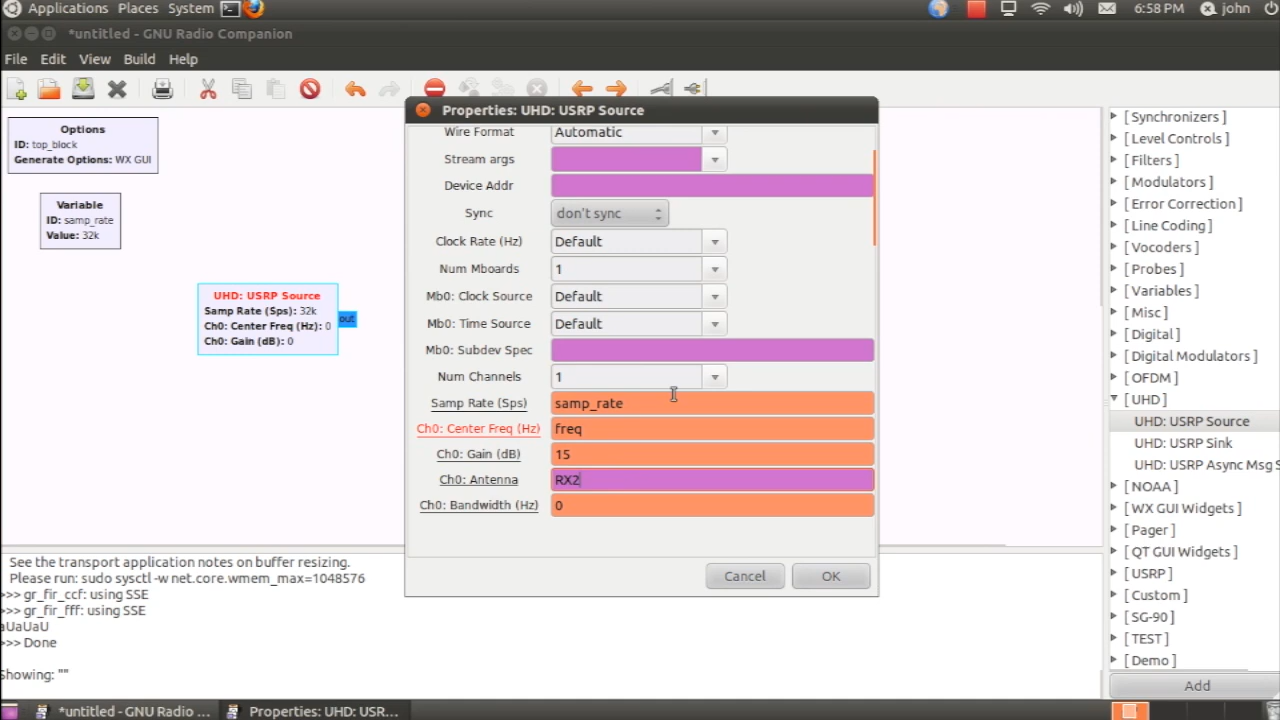 Applications Places System 6:58 PM john
*untitled - GNU Radio Companion
File Edit View Build Help
Options
ID: top_block
Generate Options: WX GUI
Variable
ID: samp_rate
Value: 32k
UHD: USRP Source
Samp Rate (Sps): 32k
Ch0: Center Freq (Hz): 0
Ch0: Gain (dB): 0
out
Properties: UHD: USRP Source
Wire Format Automatic
Stream args
Device Addr
Sync don't sync
Clock Rate (Hz) Default
Num Mboards 1
Mb0: Clock Source Default
Mb0: Time Source Default
Mb0: Subdev Spec
Num Channels 1
Samp Rate (Sps) samp_rate
Ch0: Center Freq (Hz) freq
Ch0: Gain (dB) 15
Ch0: Antenna RX2
Ch0: Bandwidth (Hz) 0
Cancel OK
[ Synchronizers ]
[ Level Controls ]
[ Filters ]
[ Modulators ]
[ Error Correction ]
[ Line Coding ]
[ Vocoders ]
[ Probes ]
[ Variables ]
[ Misc ]
[ Digital ]
[ Digital Modulators ]
[ OFDM ]
[ UHD ]
UHD: USRP Source
UHD: USRP Sink
UHD: USRP Async Msg S
[ NOAA ]
[ WX GUI Widgets ]
[ Pager ]
[ QT GUI Widgets ]
[ USRP ]
[ Custom ]
[ SG-90 ]
[ TEST ]
[ Demo ]
Add
See the transport application notes on buffer resizing.
Please run: sudo sysctl -w net.core.wmem_max=1048576
>>> gr_fir_ccf: using SSE
>>> gr_fir_fff: using SSE
aUaUaU
>>> Done
Showing: ""
*untitled - GNU Radio ... Properties: UHD: USR...